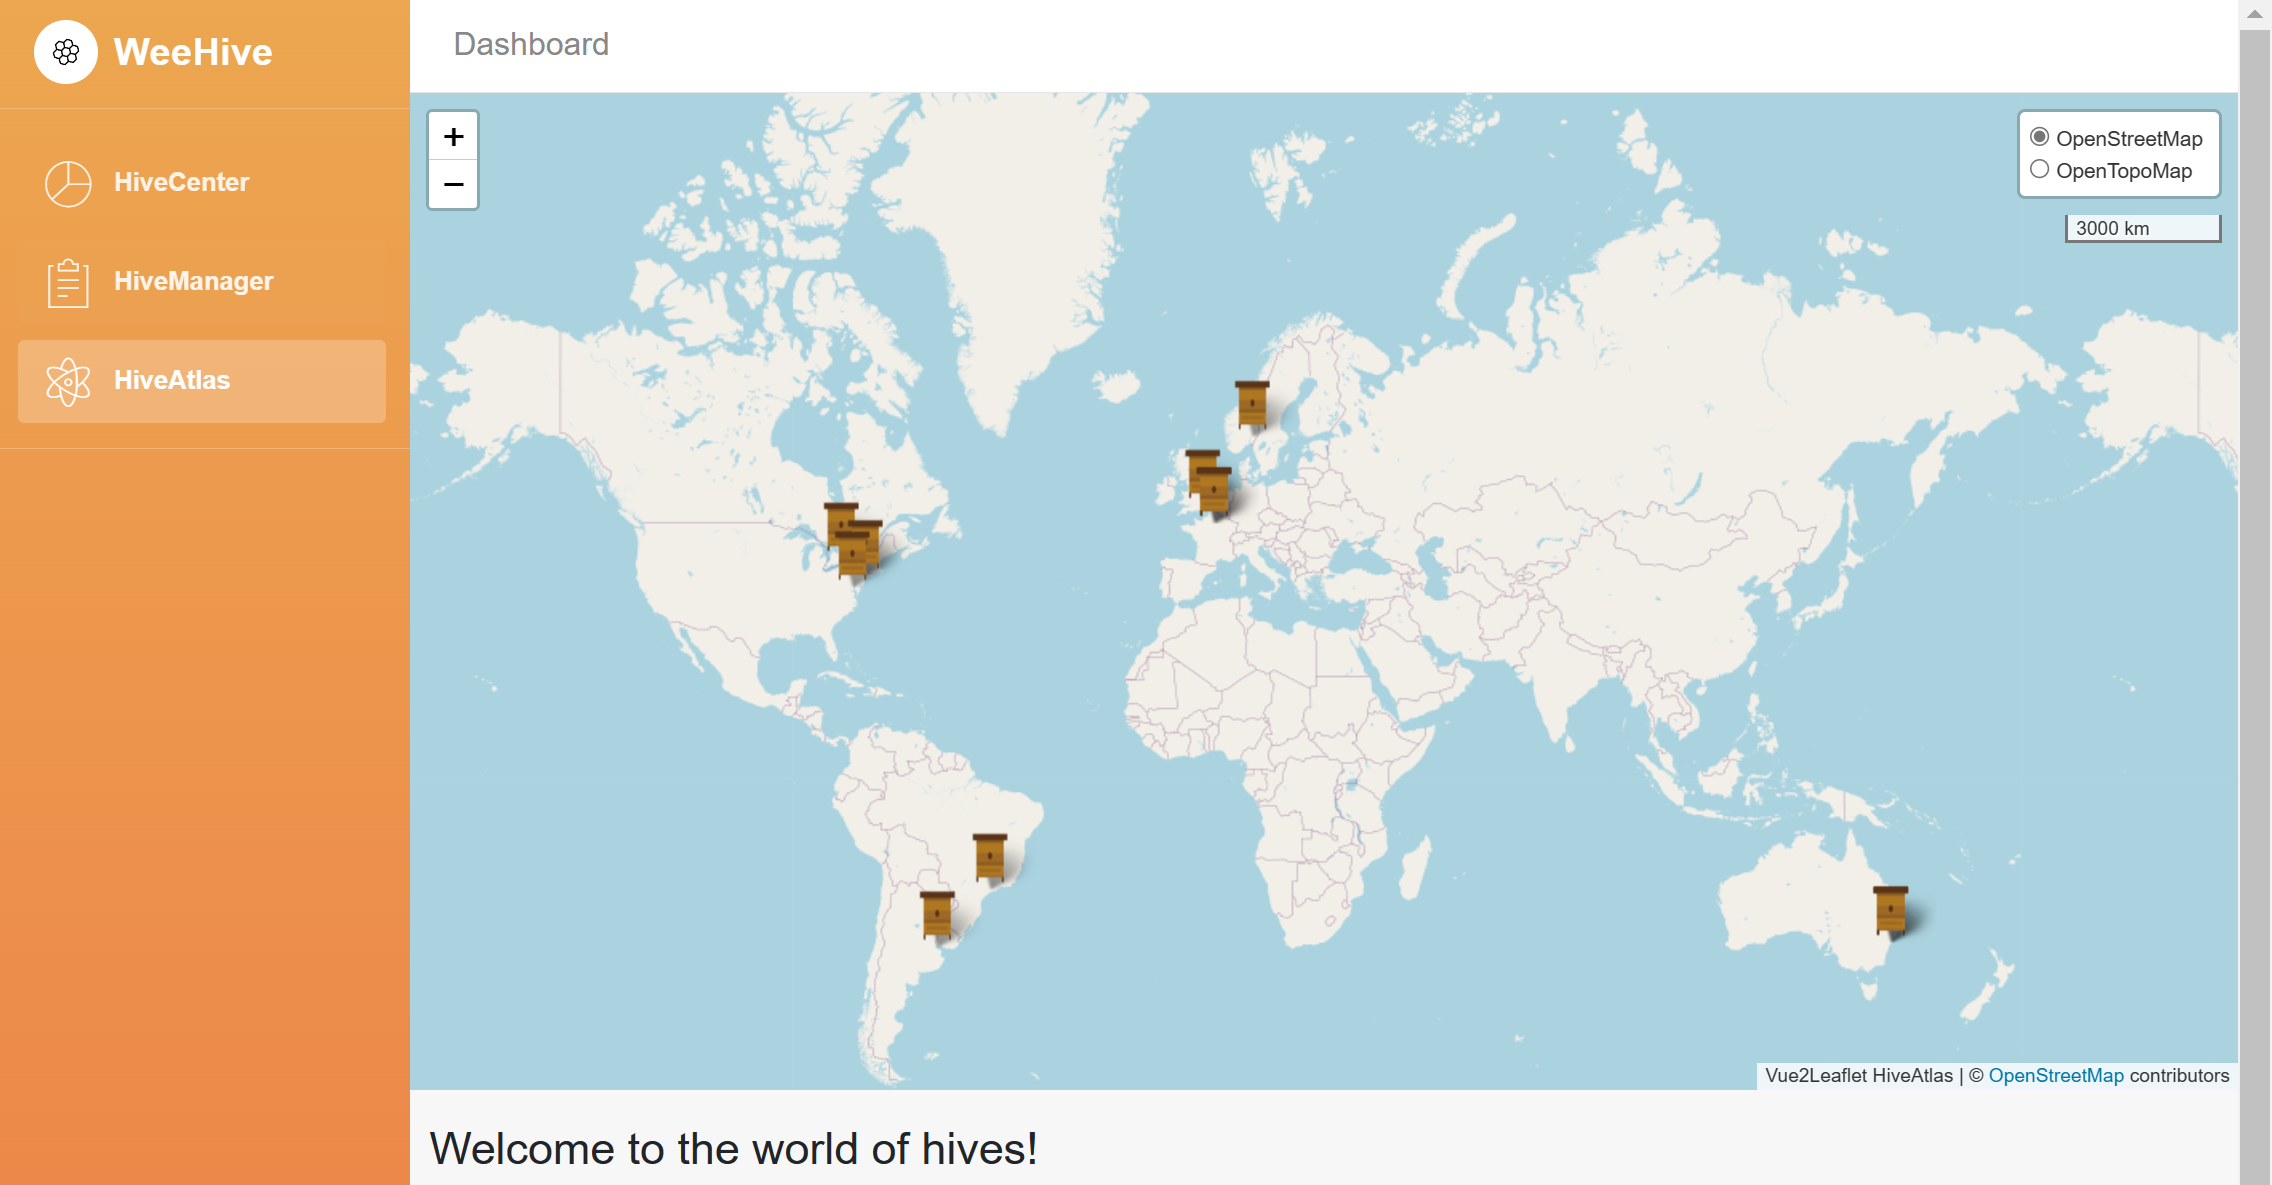 WeeHive
HiveCenter
HiveManager
HiveAtlas
Dashboard
+
−
OpenStreetMap
OpenTopoMap
3000 km
Vue2Leaflet HiveAtlas | © OpenStreetMap contributors
Welcome to the world of hives!